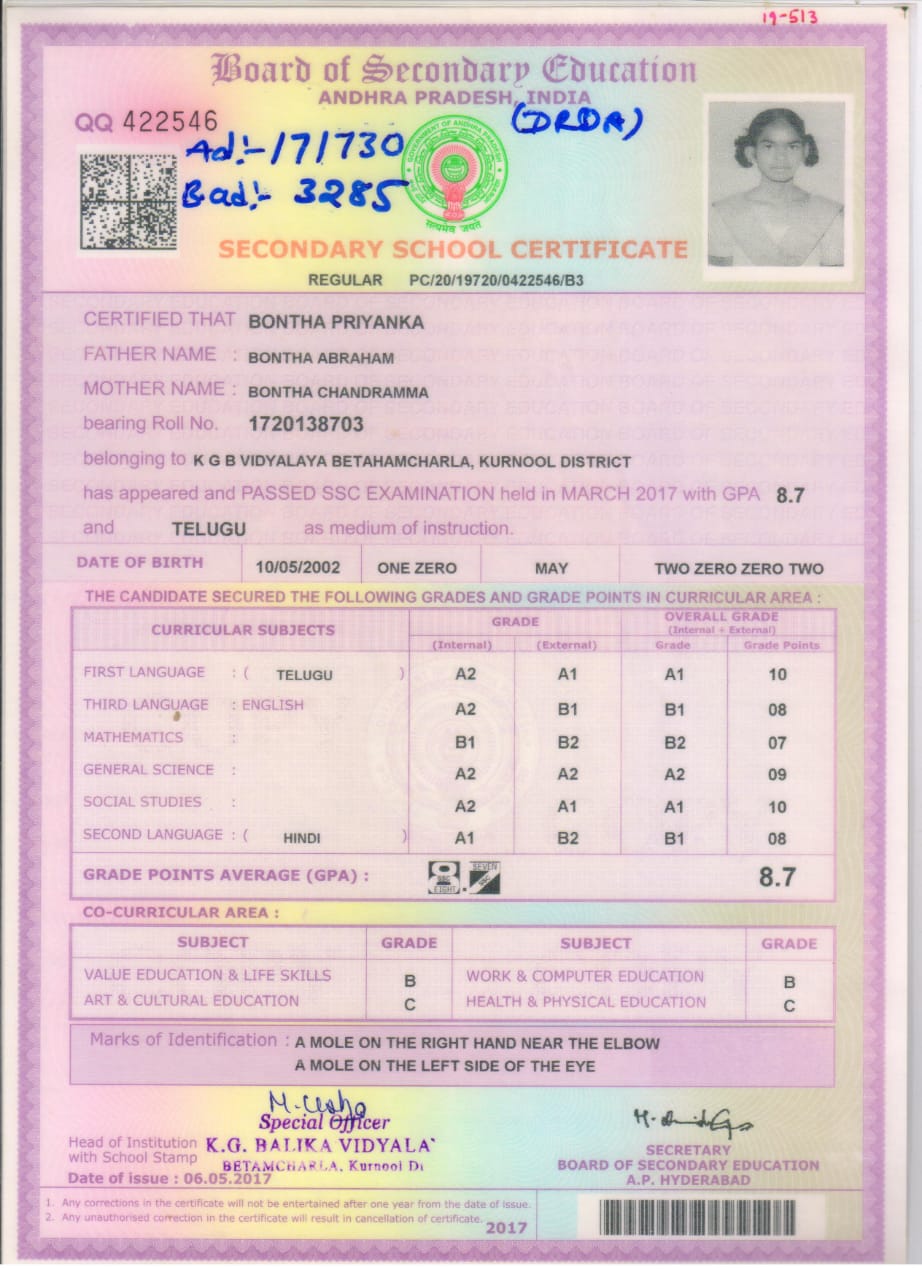 19-513
Board of Secondary Education
ANDHRA PRADESH, INDIA
(DRDA)
QQ 422546
Ad:-171730
Bad:- 3285
GOVERNMENT OF ANDHRA PRADESH
सत्यमेव जयते
SECONDARY SCHOOL CERTIFICATE
REGULAR PC/20/19720/0422546/B3
CERTIFIED THAT BONTHA PRIYANKA
FATHER NAME : BONTHA ABRAHAM
MOTHER NAME : BONTHA CHANDRAMMA
bearing Roll No. 1720138703
belonging to K G B VIDYALAYA BETAHAMCHARLA, KURNOOL DISTRICT
has appeared and PASSED SSC EXAMINATION held in MARCH 2017 with GPA 8.7
and TELUGU as medium of instruction.
DATE OF BIRTH 10/05/2002 ONE ZERO MAY TWO ZERO ZERO TWO
THE CANDIDATE SECURED THE FOLLOWING GRADES AND GRADE POINTS IN CURRICULAR AREA :
CURRICULAR SUBJECTS GRADE OVERALL GRADE
(Internal + External)
(Internal) (External) Grade Grade Points
FIRST LANGUAGE : ( TELUGU ) A2 A1 A1 10
THIRD LANGUAGE : ENGLISH A2 B1 B1 08
MATHEMATICS : B1 B2 B2 07
GENERAL SCIENCE : A2 A2 A2 09
SOCIAL STUDIES : A2 A1 A1 10
SECOND LANGUAGE : ( HINDI ) A1 B2 B1 08
GRADE POINTS AVERAGE (GPA) : 8 SSC EIGHT . SEVEN SSC 8.7
CO-CURRICULAR AREA :
SUBJECT GRADE SUBJECT GRADE
VALUE EDUCATION & LIFE SKILLS B WORK & COMPUTER EDUCATION B
ART & CULTURAL EDUCATION C HEALTH & PHYSICAL EDUCATION C
Marks of Identification : A MOLE ON THE RIGHT HAND NEAR THE ELBOW
A MOLE ON THE LEFT SIDE OF THE EYE
M. Usha
Special Officer
Head of Institution K.G. BALIKA VIDYALA
with School Stamp BETAMCHARLA, Kurnool Di
Date of issue : 06.05.2017
SECRETARY
BOARD OF SECONDARY EDUCATION
A.P. HYDERABAD
1. Any corrections in the certificate will not be entertained after one year from the date of issue.
2. Any unauthorised correction in the certificate will result in cancellation of certificate.
2017